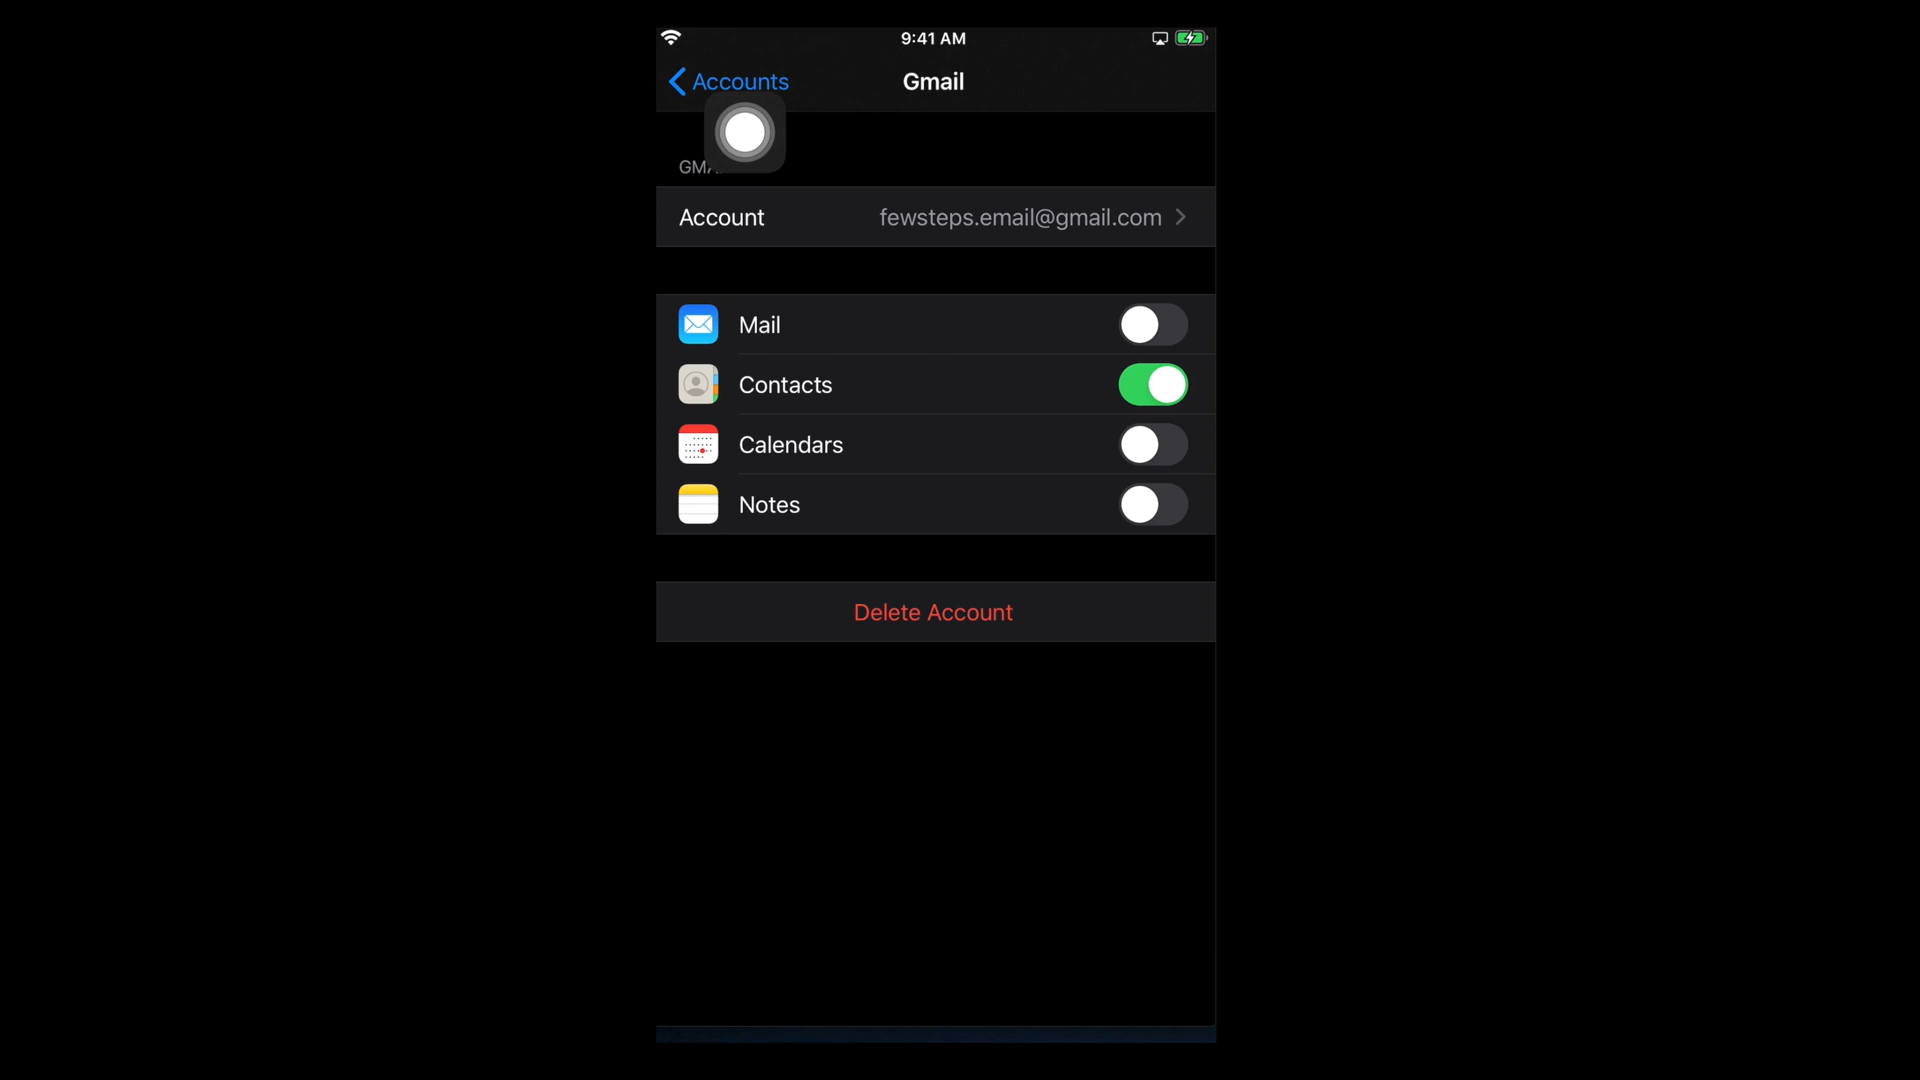 9:41 AM
Accounts
Gmail
Account
fewsteps.email@gmail.com
Mail
Contacts
Calendars
Notes
Delete Account